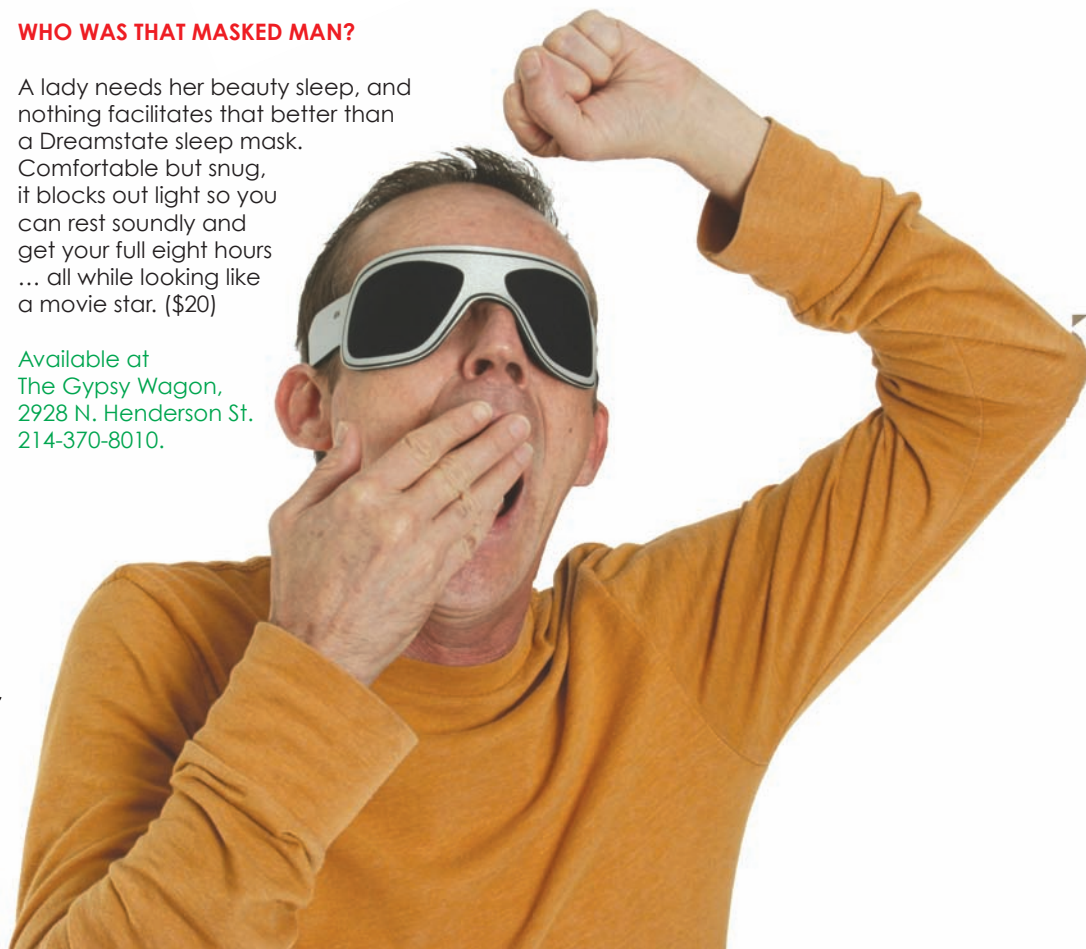 WHO WAS THAT MASKED MAN?
A lady needs her beauty sleep, and
nothing facilitates that better than
a Dreamstate sleep mask.
Comfortable but snug,
it blocks out light so you
can rest soundly and
get your full eight hours
… all while looking like
a movie star. ($20)
Available at
The Gypsy Wagon,
2928 N. Henderson St.
214-370-8010.